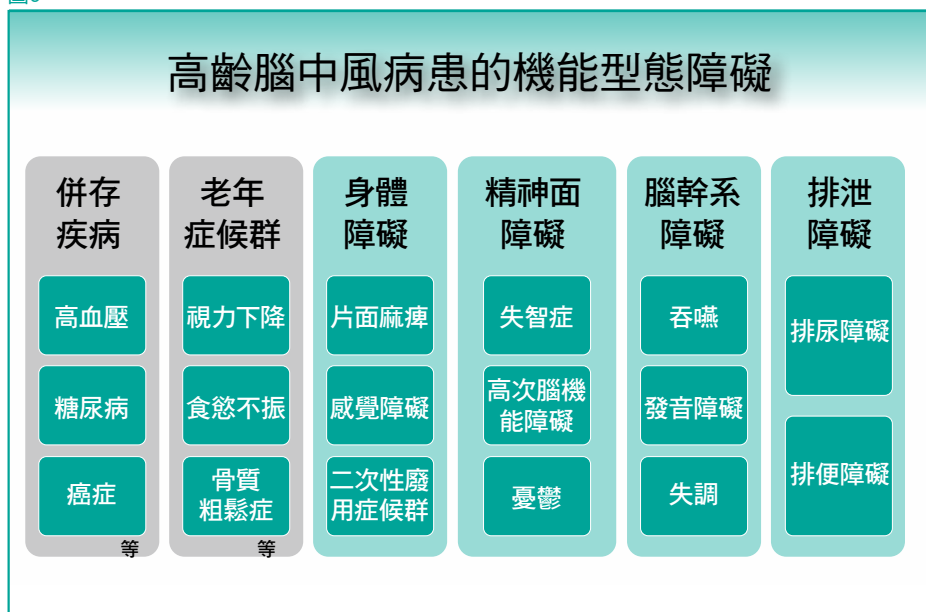 高齡腦中風病患的機能型態障礙
併存
疾病
高血壓
糖尿病
癌症
等
老年
症候群
視力下降
食慾不振
骨質
粗鬆症
等
身體
障礙
片面麻痺
感覺障礙
二次性廢
用症候群
精神面
障礙
失智症
高次腦機
能障礙
憂鬱
腦幹系
障礙
吞嚥
發音障礙
失調
排泄
障礙
排尿障礙
排便障礙